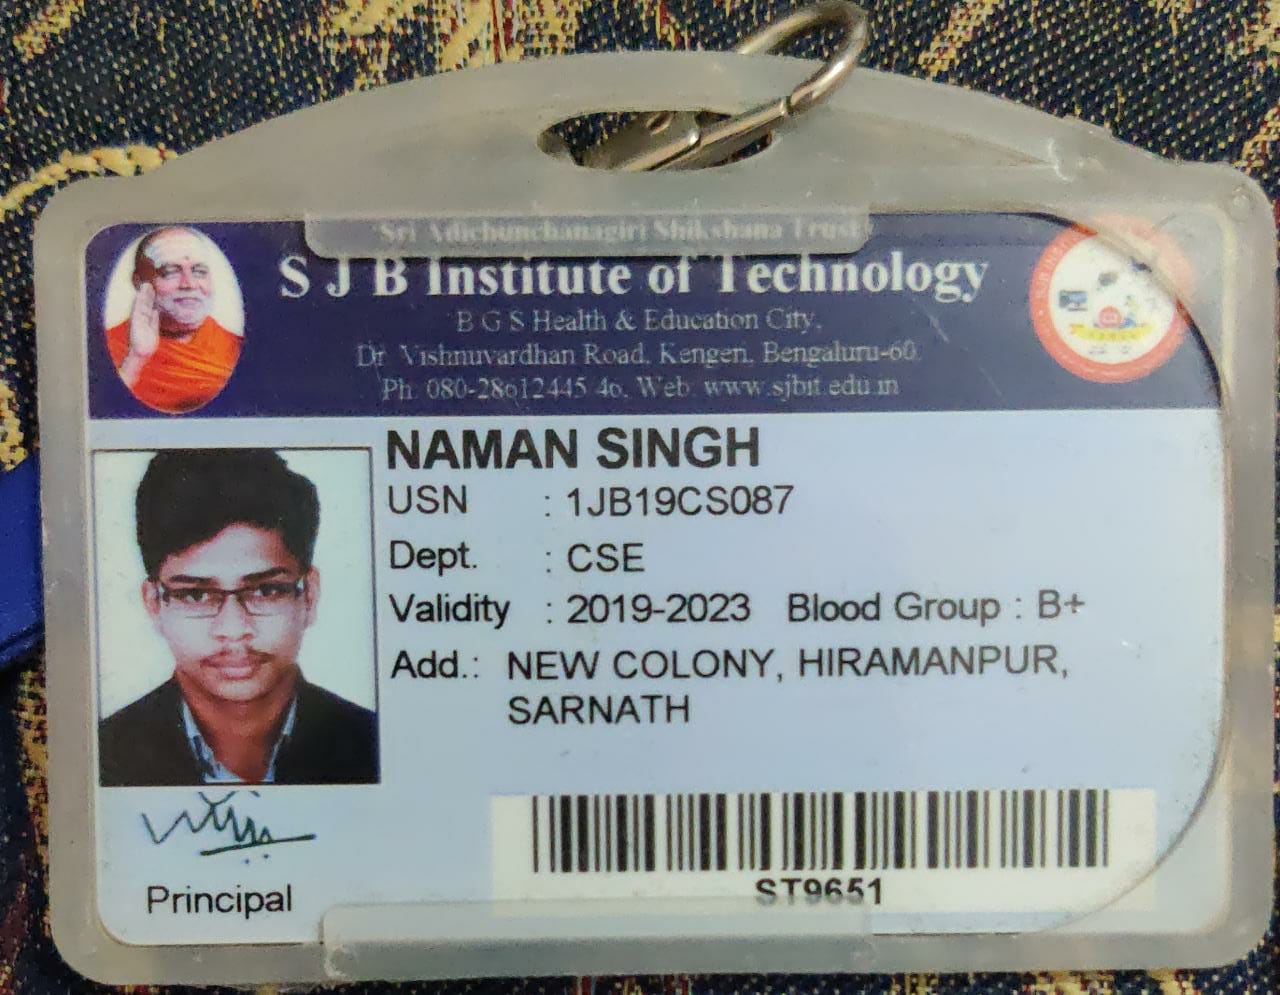 Sri Adichunchanagiri Shikshana Trust
S J B Institute of Technology
B G S Health & Education City,
Dr Vishnuvardhan Road, Kengeri, Bengaluru-60.
Ph 080-28612445 46, Web www.sjbit.edu.in
NAMAN SINGH
USN : 1JB19CS087
Dept. : CSE
Validity : 2019-2023 Blood Group : B+
Add.: NEW COLONY, HIRAMANPUR,
SARNATH
Principal
ST9651